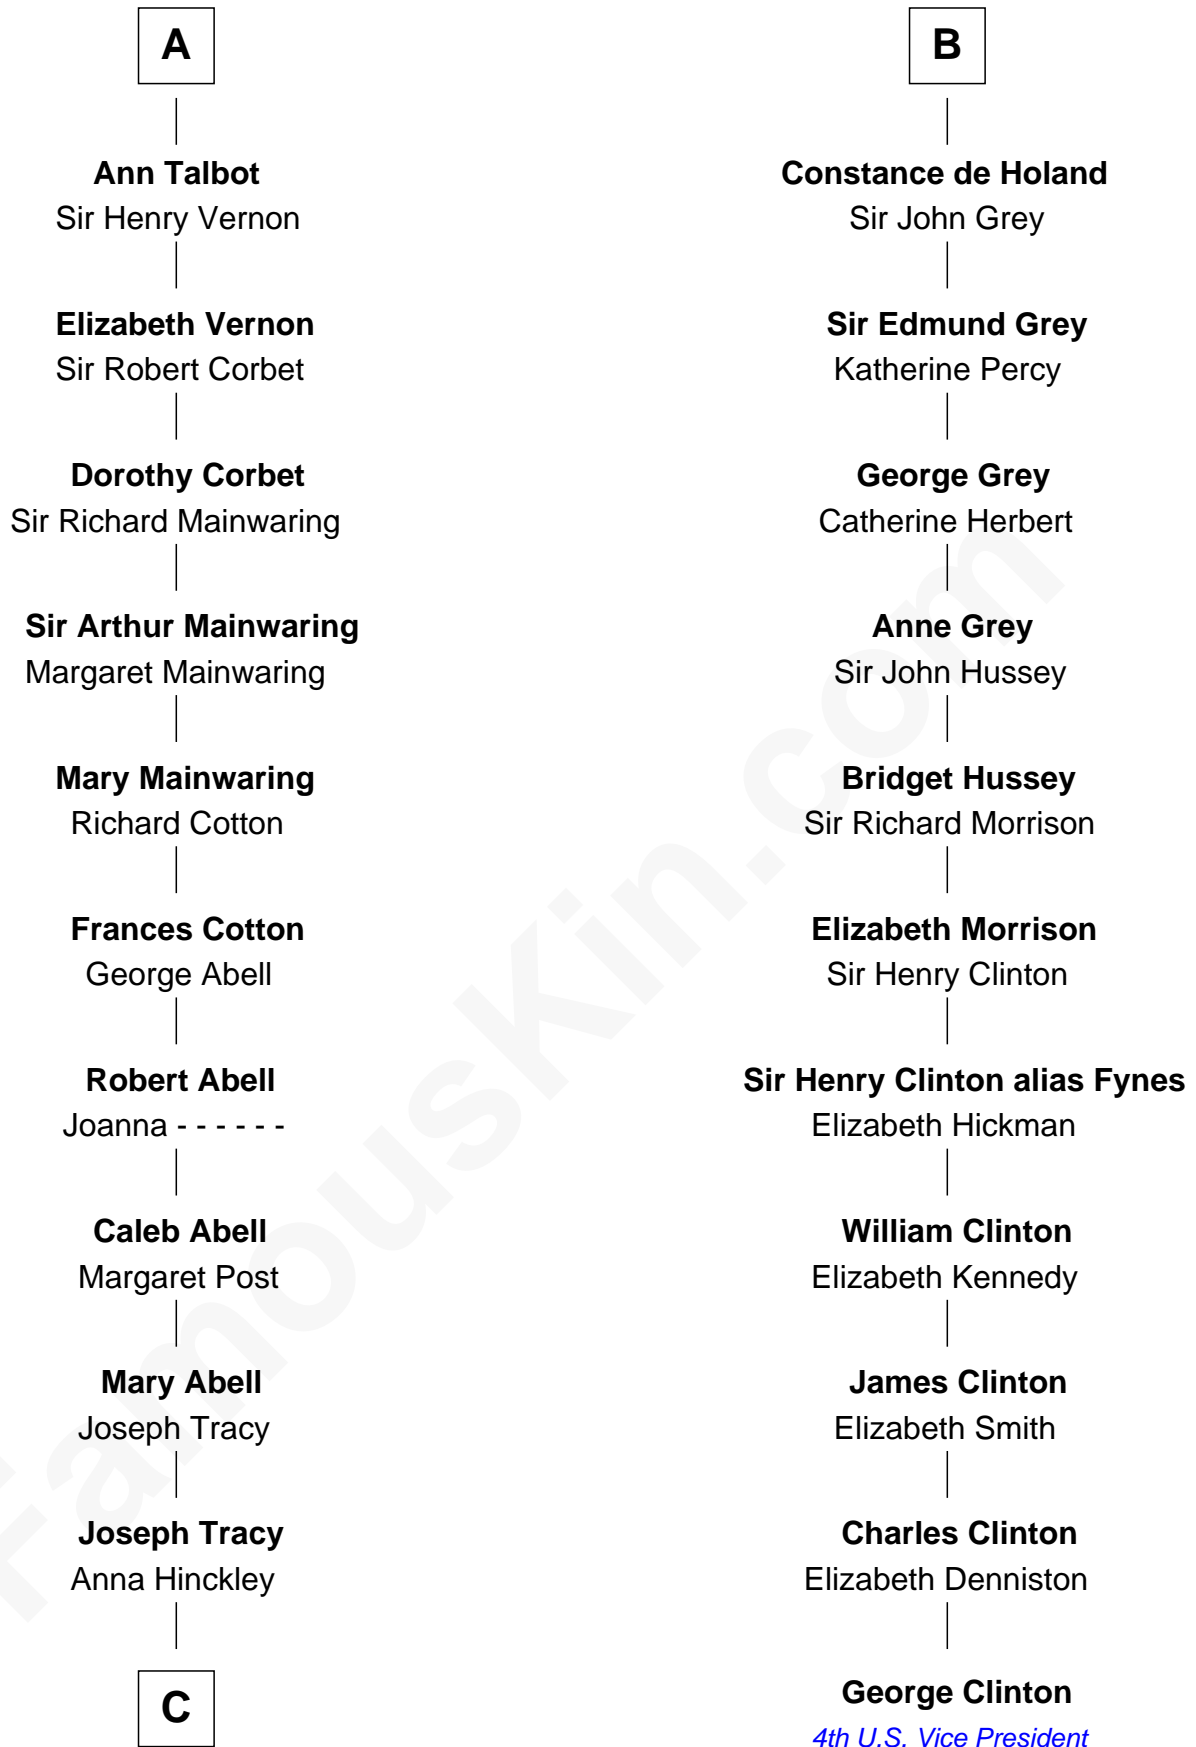 A
Ann Talbot
Sir Henry Vernon
Elizabeth Vernon
Sir Robert Corbet
Dorothy Corbet
Sir Richard Mainwaring
Sir Arthur Mainwaring
Margaret Mainwaring
Mary Mainwaring
Richard Cotton
Frances Cotton
George Abell
Robert Abell
Joanna - - - - - -
Caleb Abell
Margaret Post
Mary Abell
Joseph Tracy
Joseph Tracy
Anna Hinckley
C
B
Constance de Holand
Sir John Grey
Sir Edmund Grey
Katherine Percy
George Grey
Catherine Herbert
Anne Grey
Sir John Hussey
Bridget Hussey
Sir Richard Morrison
Elizabeth Morrison
Sir Henry Clinton
Sir Henry Clinton alias Fynes
Elizabeth Hickman
William Clinton
Elizabeth Kennedy
James Clinton
Elizabeth Smith
Charles Clinton
Elizabeth Denniston
George Clinton
4th U.S. Vice President
FamousKin.com